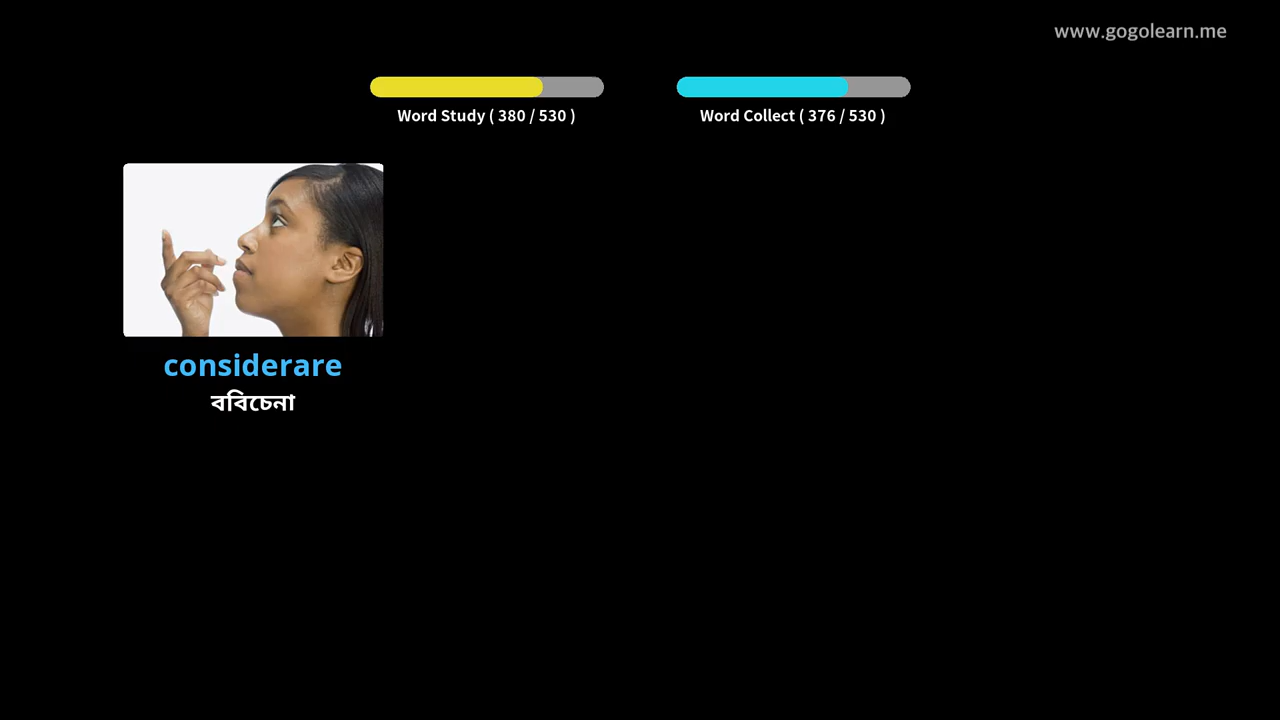 www.gogolearn.me
Word Study ( 380 / 530 )
Word Collect ( 376 / 530 )
considerare
ববিচেনা